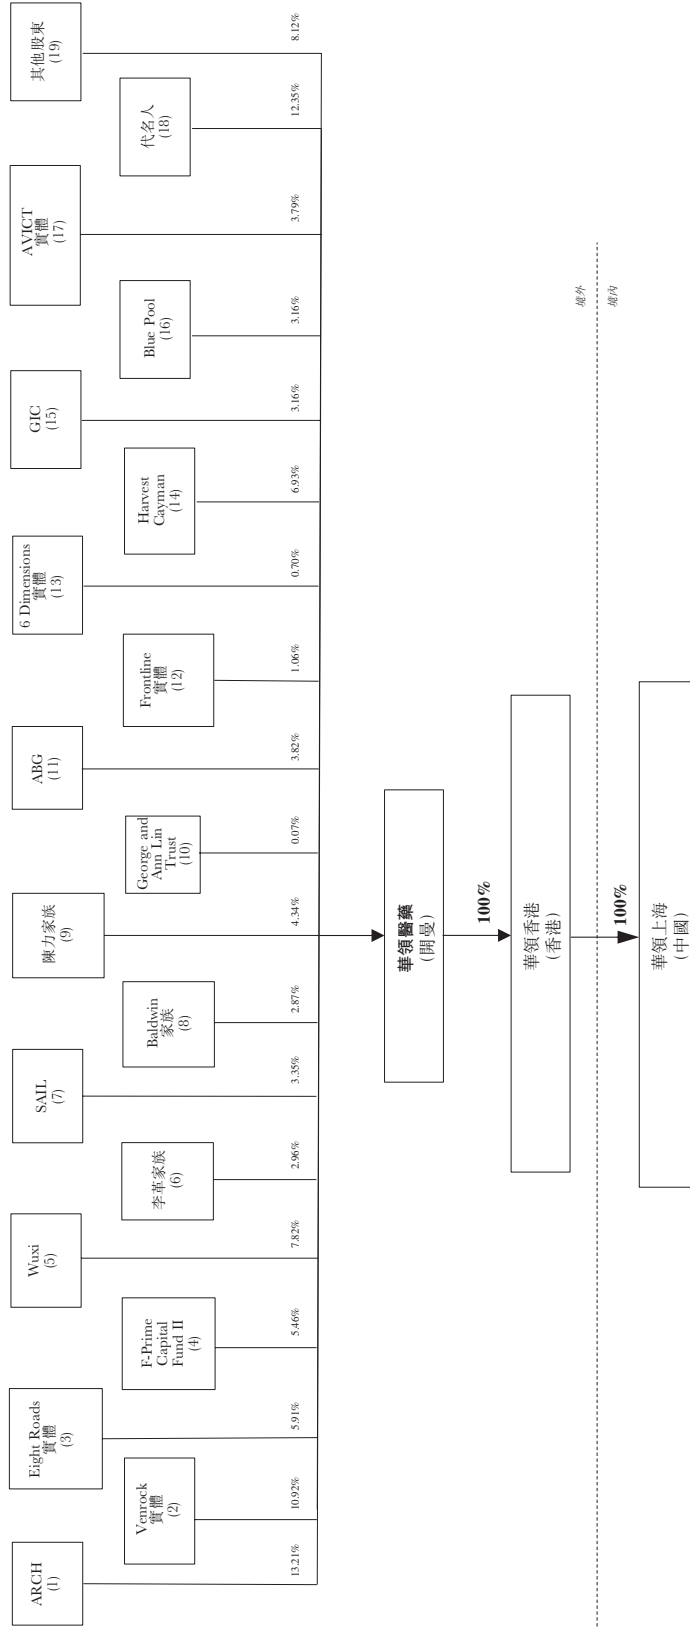 ARCH
(1)
Venrock
實體
(2)
Eight Roads
實體
(3)
F-Prime
Capital
Fund II
(4)
Wuxi
(5)
李革家族
(6)
SAIL
(7)
Baldwin
家族
(8)
陳力家族
(9)
George and
Ann Lin
Trust
(10)
ABG
(11)
Frontline
實體
(12)
6 Dimensions
實體
(13)
Harvest
Cayman
(14)
GIC
(15)
Blue Pool
(16)
AVICT
實體
(17)
代名人
(18)
其他股東
(19)
13.21%
10.92%
5.91%
5.46%
7.82%
2.96%
3.35%
2.87%
4.34%
0.07%
3.82%
1.06%
0.70%
6.93%
3.16%
3.16%
3.79%
12.35%
8.12%
華領醫藥
(開曼)
100%
華領香港
(香港)
境外
境內
100%
華領上海
(中國)